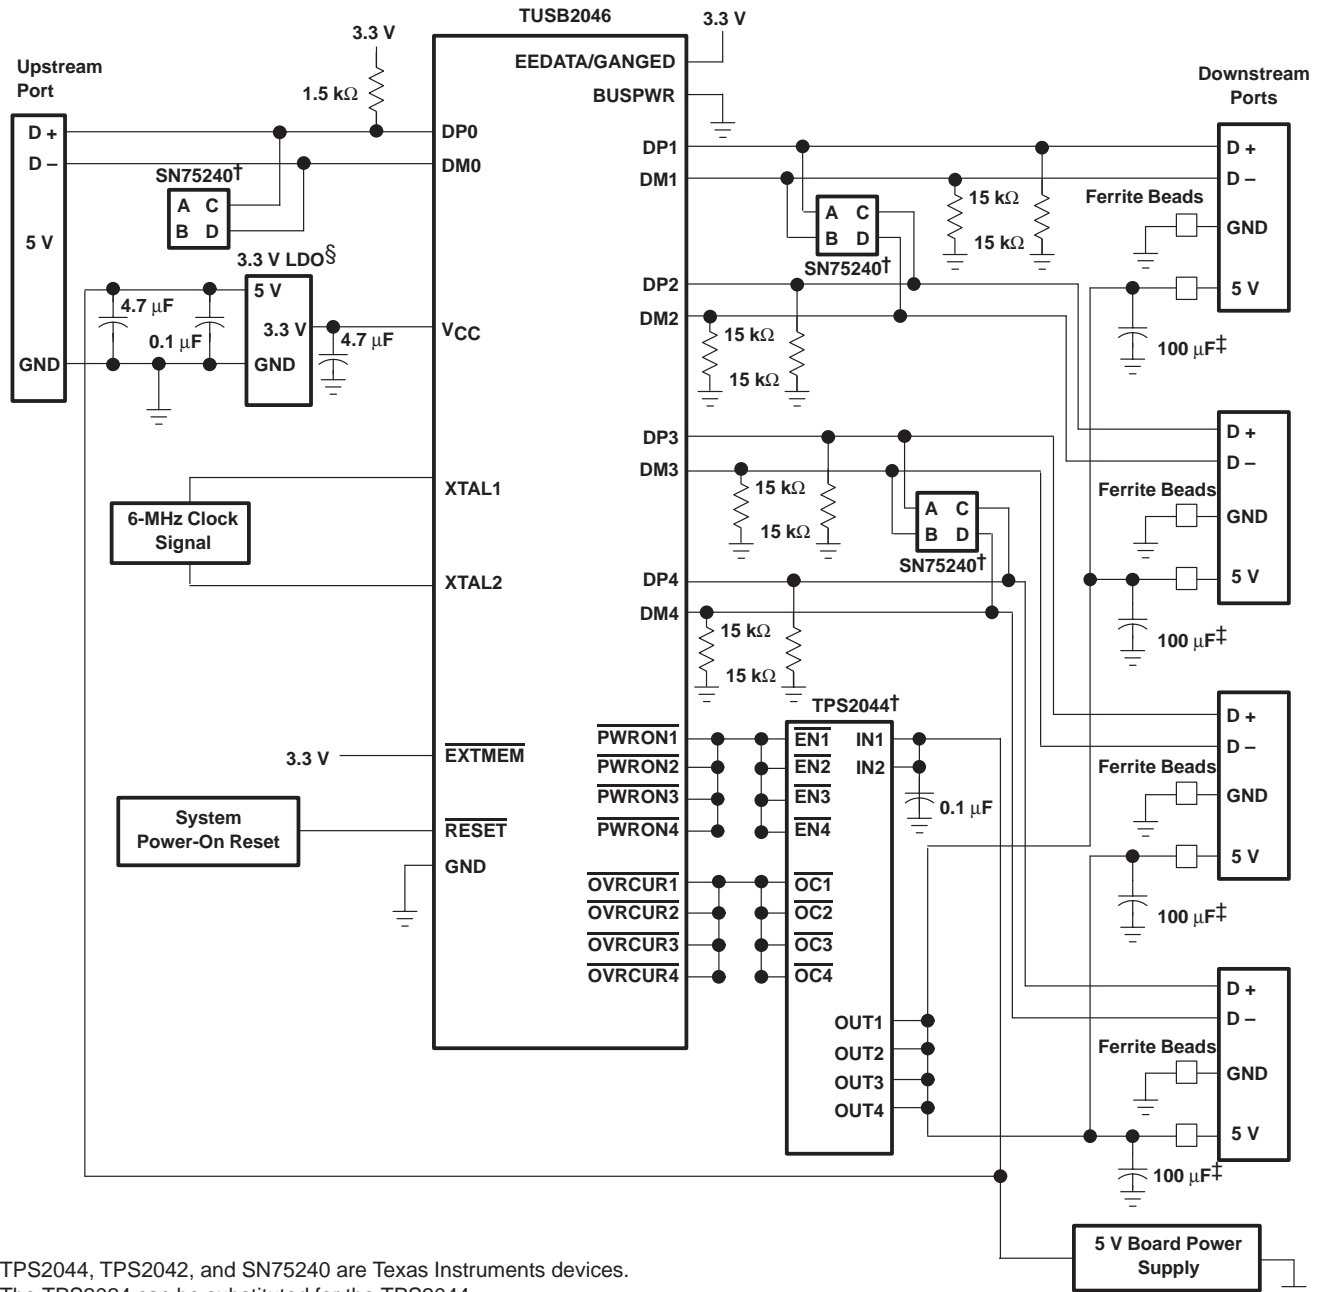 TUSB2046
3.3 V
3.3 V
EEDATA/GANGED
BUSPWR
Upstream
Port
1.5 kΩ
Downstream
Ports
D +
D –
5 V
GND
DP0
DM0
SN75240†
A C
B D
3.3 V LDO§
5 V
3.3 V
GND
4.7 μF
0.1 μF
4.7 μF
VCC
DP1
DM1
A C
B D
SN75240†
15 kΩ
15 kΩ
Ferrite Beads
D +
D –
GND
5 V
100 μF‡
DP2
DM2
15 kΩ
15 kΩ
DP3
DM3
15 kΩ
15 kΩ
A C
B D
SN75240†
D +
D –
Ferrite Beads
GND
5 V
100 μF‡
XTAL1
6-MHz Clock
Signal
XTAL2
DP4
DM4
15 kΩ
15 kΩ
TPS2044†
3.3 V
EXTMEM
System
Power-On Reset
RESET
GND
PWRON1
PWRON2
PWRON3
PWRON4
EN1
EN2
EN3
EN4
IN1
IN2
0.1 μF
OVRCUR1
OVRCUR2
OVRCUR3
OVRCUR4
OC1
OC2
OC3
OC4
OUT1
OUT2
OUT3
OUT4
D +
D –
Ferrite Beads
GND
5 V
100 μF‡
D +
D –
Ferrite Beads
GND
5 V
100 μF‡
5 V Board Power
Supply
TPS2044, TPS2042, and SN75240 are Texas Instruments devices.